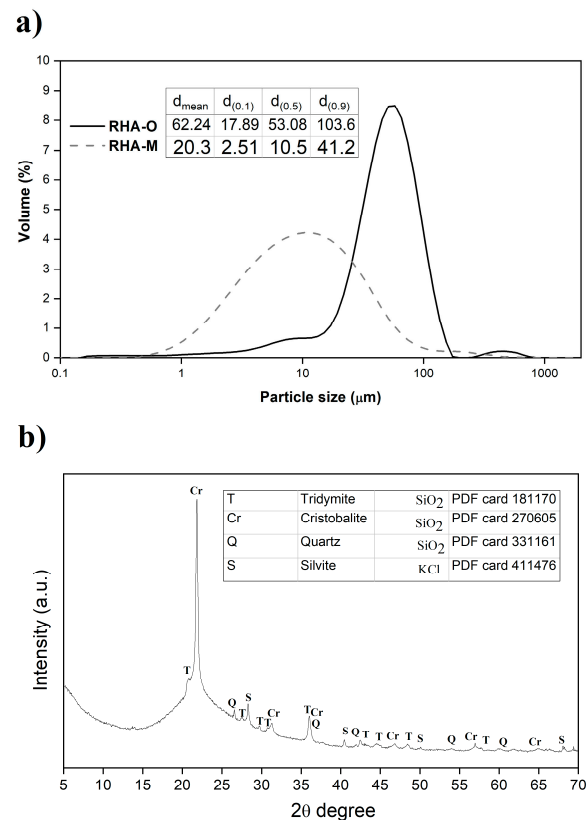 a)
10
9
8
7
6
5
4
3
2
1
0
Volume (%)
dmean d(0.1) d(0.5) d(0.9)
RHA-O 62.24 17.89 53.08 103.6
RHA-M 20.3 2.51 10.5 41.2
0.1 1 10 100 1000
Particle size (μm)
b)
Intensity (a.u.)
T Tridymite SiO2 PDF card 181170
Cr Cristobalite SiO2 PDF card 270605
Q Quartz SiO2 PDF card 331161
S Silvite KCl PDF card 411476
Cr
T
Q
T
S
T
T
Cr
T Cr
Q
S
Q
T
T
Cr
T
S
Q
Cr
T
Q
Cr
S
5 10 15 20 25 30 35 40 45 50 55 60 65 70
2θ degree